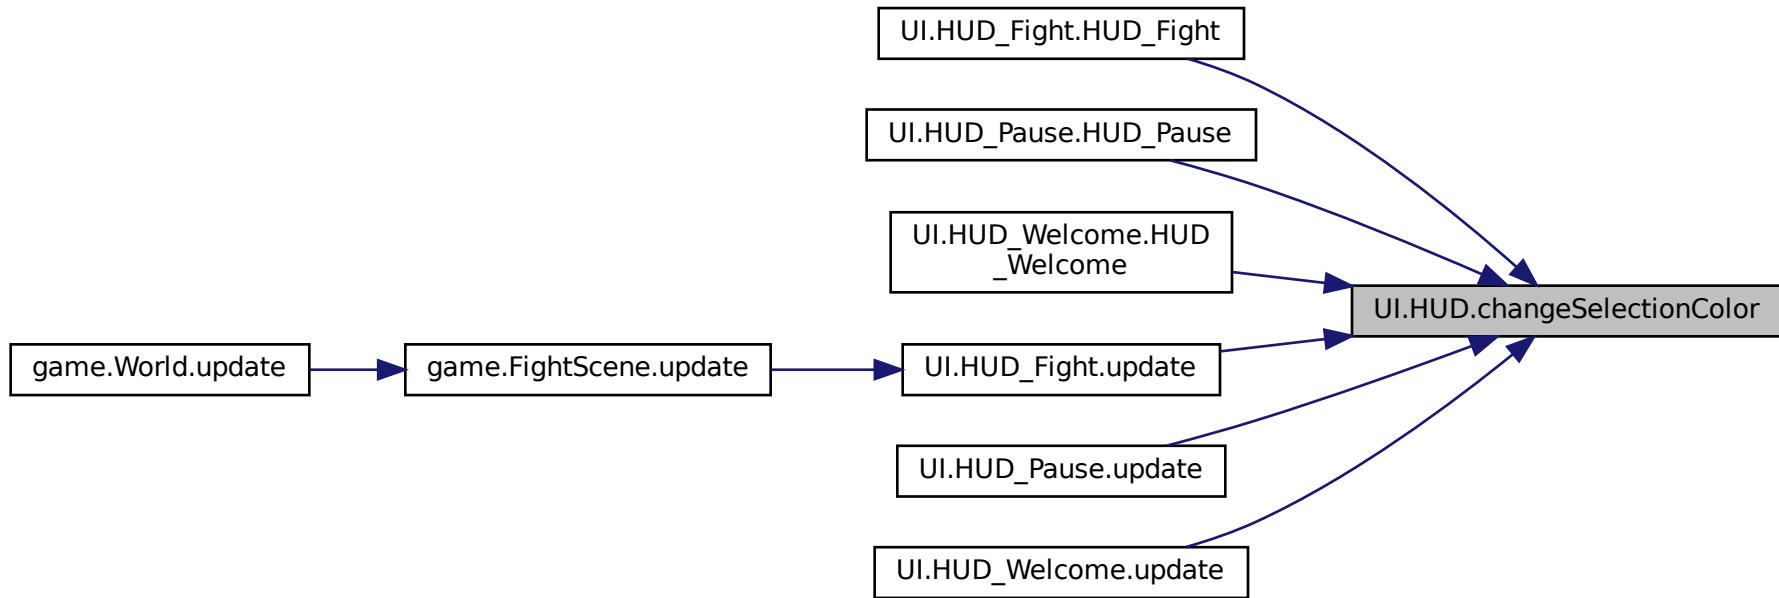 UI.HUD_Fight.HUD_Fight
UI.HUD_Pause.HUD_Pause
UI.HUD_Welcome.HUD
_Welcome
UI.HUD.changeSelectionColor
game.World.update
game.FightScene.update
UI.HUD_Fight.update
UI.HUD_Pause.update
UI.HUD_Welcome.update